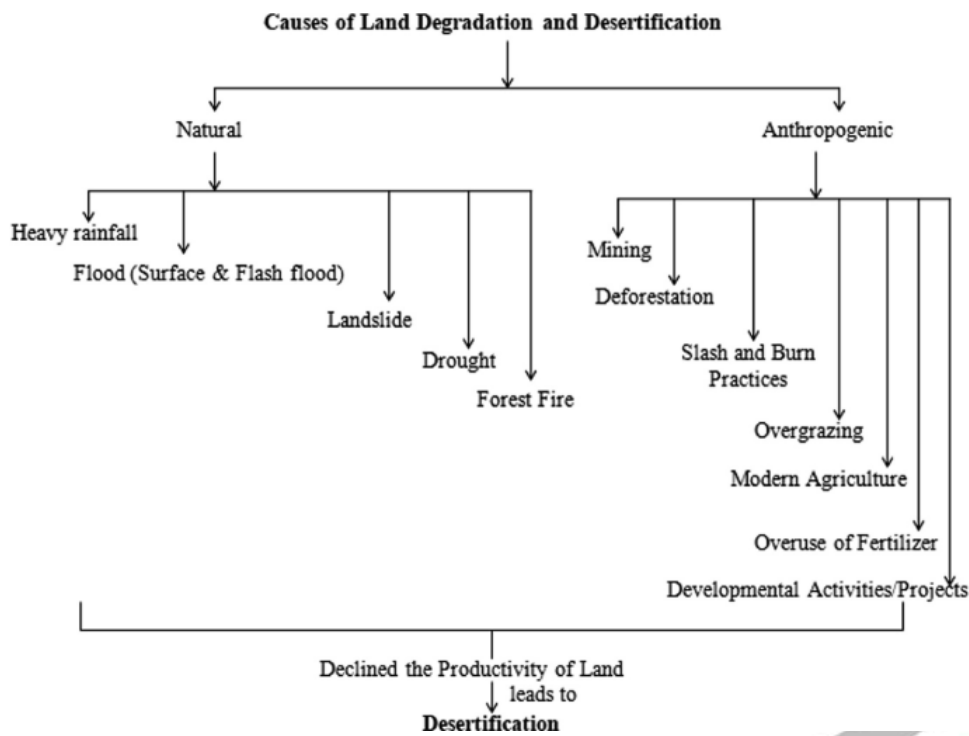 Causes of Land Degradation and Desertification
Natural
Anthropogenic
Heavy rainfall
Flood (Surface & Flash flood)
Landslide
Drought
Forest Fire
Mining
Deforestation
Slash and Burn
Practices
Overgrazing
Modern Agriculture
Overuse of Fertilizer
Developmental Activities/Projects
Declined the Productivity of Land
leads to
Desertification